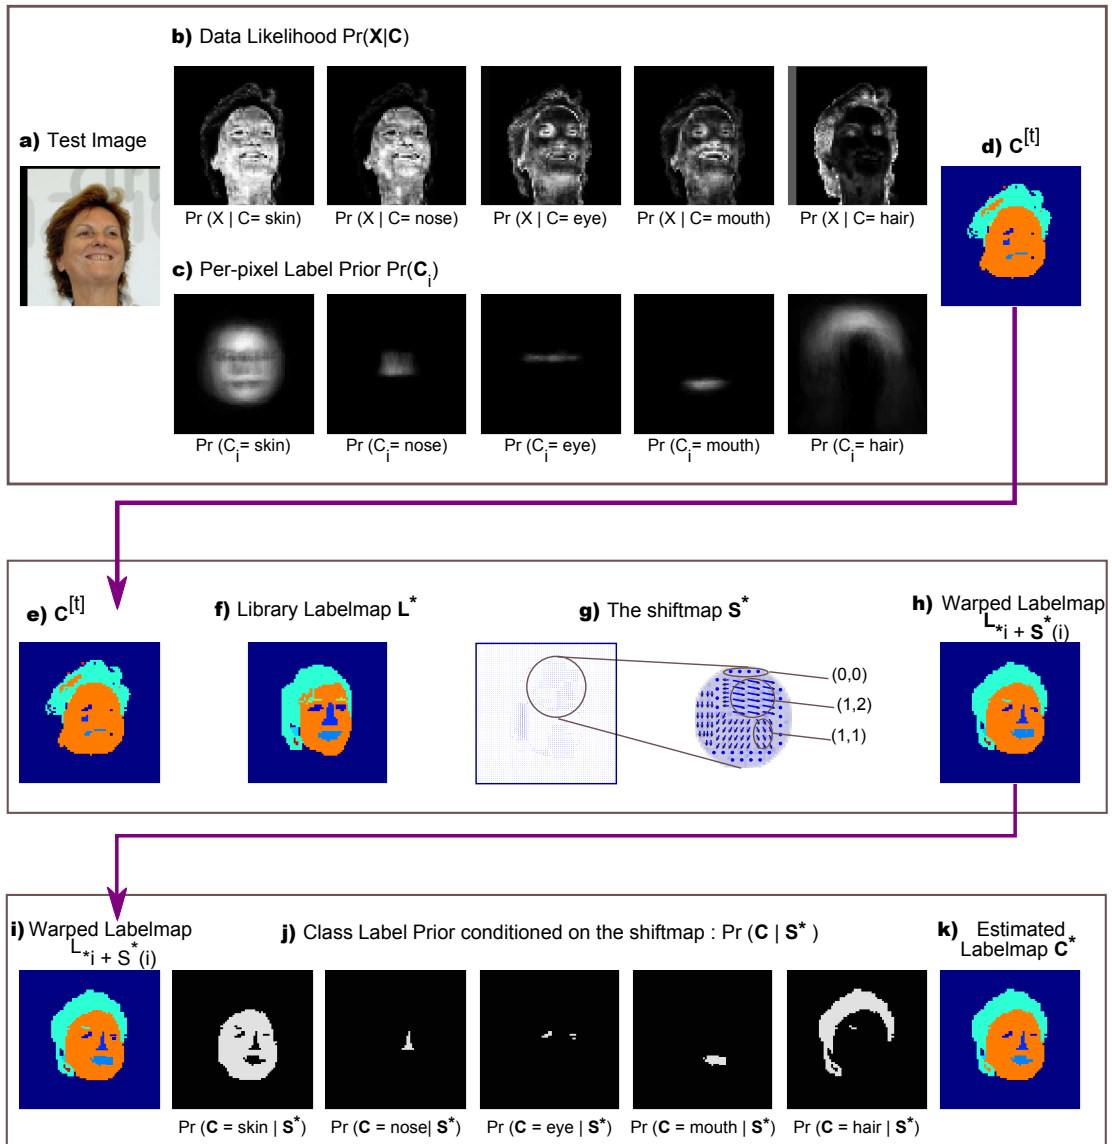 b) Data Likelihood Pr(X|C)
a) Test Image
d) C[t]
Pr (X | C= skin)
Pr (X | C= nose)
Pr (X | C= eye)
Pr (X | C= mouth)
Pr (X | C= hair)
c) Per-pixel Label Prior Pr(Ci)
Pr (Ci= skin)
Pr (Ci= nose)
Pr (Ci= eye)
Pr (Ci= mouth)
Pr (Ci= hair)
e) C[t]
f) Library Labelmap L*
g) The shiftmap S*
h) Warped Labelmap
L*i + S*(i)
(0,0)
(1,2)
(1,1)
i) Warped Labelmap
L*i + S*(i)
j) Class Label Prior conditioned on the shiftmap : Pr (C | S* )
k) Estimated
Labelmap C*
Pr (C = skin | S*)
Pr (C = nose| S*)
Pr (C = eye | S*)
Pr (C = mouth | S*)
Pr (C = hair | S*)